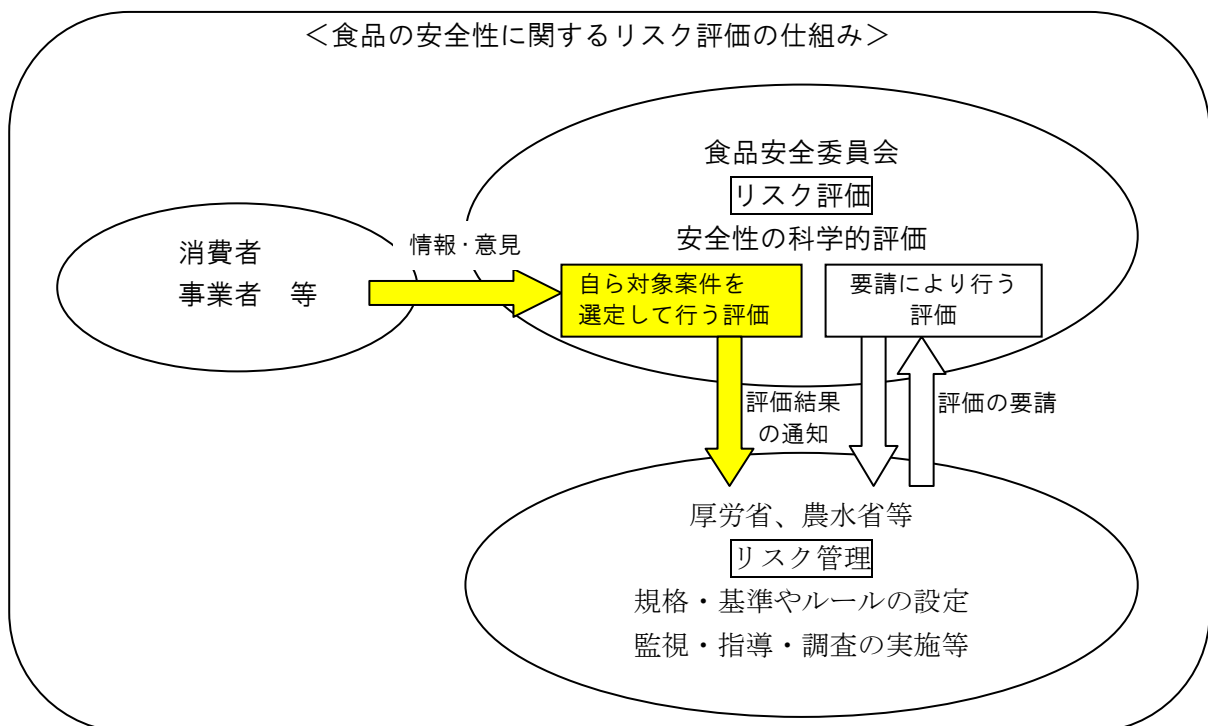 ＜食品の安全性に関するリスク評価の仕組み＞
食品安全委員会
リスク評価
安全性の科学的評価
消費者
事業者　等
情報・意見
自ら対象案件を
選定して行う評価
要請により行う
評価
評価結果
の通知
評価の要請
厚労省、農水省等
リスク管理
規格・基準やルールの設定
監視・指導・調査の実施等